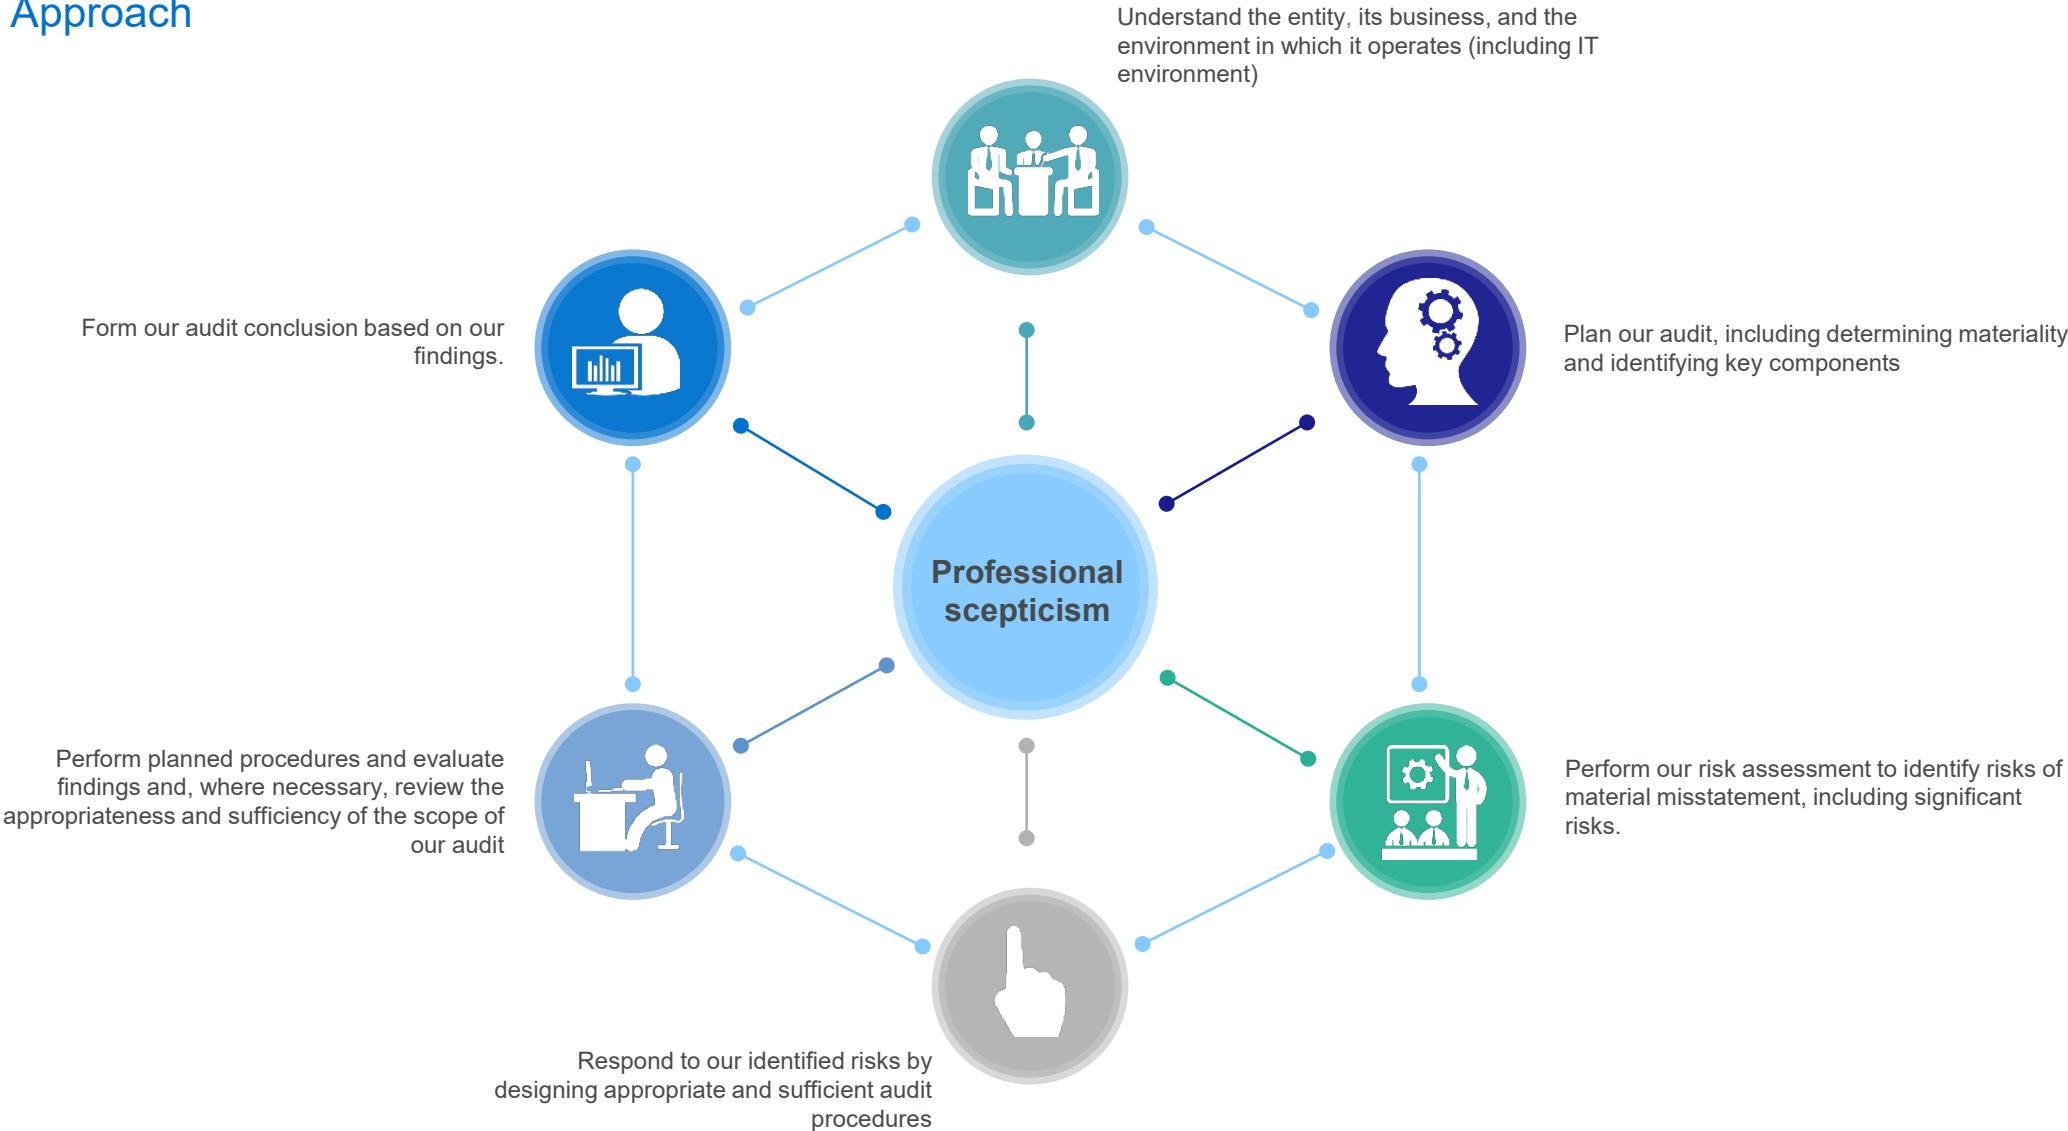 Approach
Understand the entity, its business, and the
environment in which it operates (including IT
environment)
Plan our audit, including determining materiality
and identifying key components
Perform our risk assessment to identify risks of
material misstatement, including significant
risks.
Respond to our identified risks by
designing appropriate and sufficient audit
procedures
Perform planned procedures and evaluate
findings and, where necessary, review the
appropriateness and sufficiency of the scope of
our audit
Form our audit conclusion based on our
findings.
Professional
scepticism